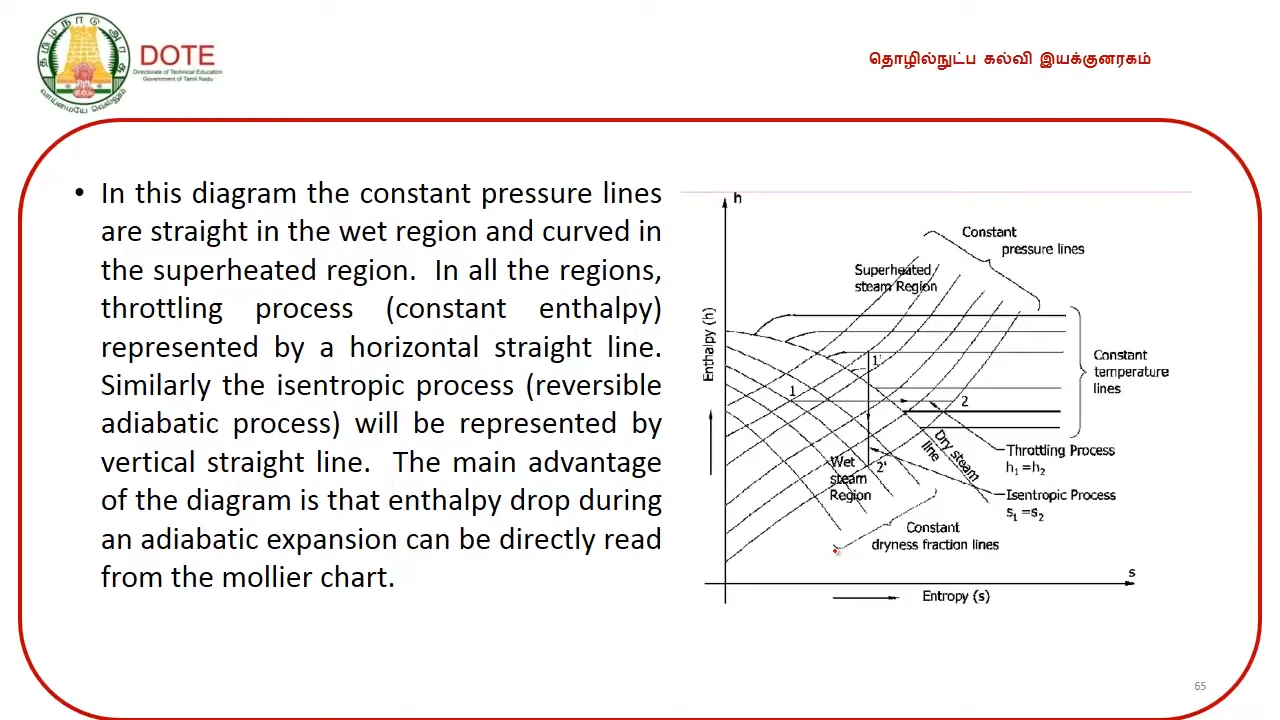 தமிழ்நாடு அரசு
வாய்மையே வெல்லும்
DOTE
Directorate of Technical Education
Government of Tamil Nadu
தொழில்நுட்ப கல்வி இயக்குனரகம்
• In this diagram the constant pressure lines
are straight in the wet region and curved in
the superheated region. In all the regions,
throttling process (constant enthalpy)
represented by a horizontal straight line.
Similarly the isentropic process (reversible
adiabatic process) will be represented by
vertical straight line. The main advantage
of the diagram is that enthalpy drop during
an adiabatic expansion can be directly read
from the mollier chart.
h
Constant
pressure lines
Superheated
steam Region
Enthalpy (h)
Constant
temperature
lines
1'
1
2
Dry steam
line
Throttling Process
h₁ =h₂
Wet
steam
Region
2'
Isentropic Process
s₁ =s₂
Constant
dryness fraction lines
s
Entropy (s)
65